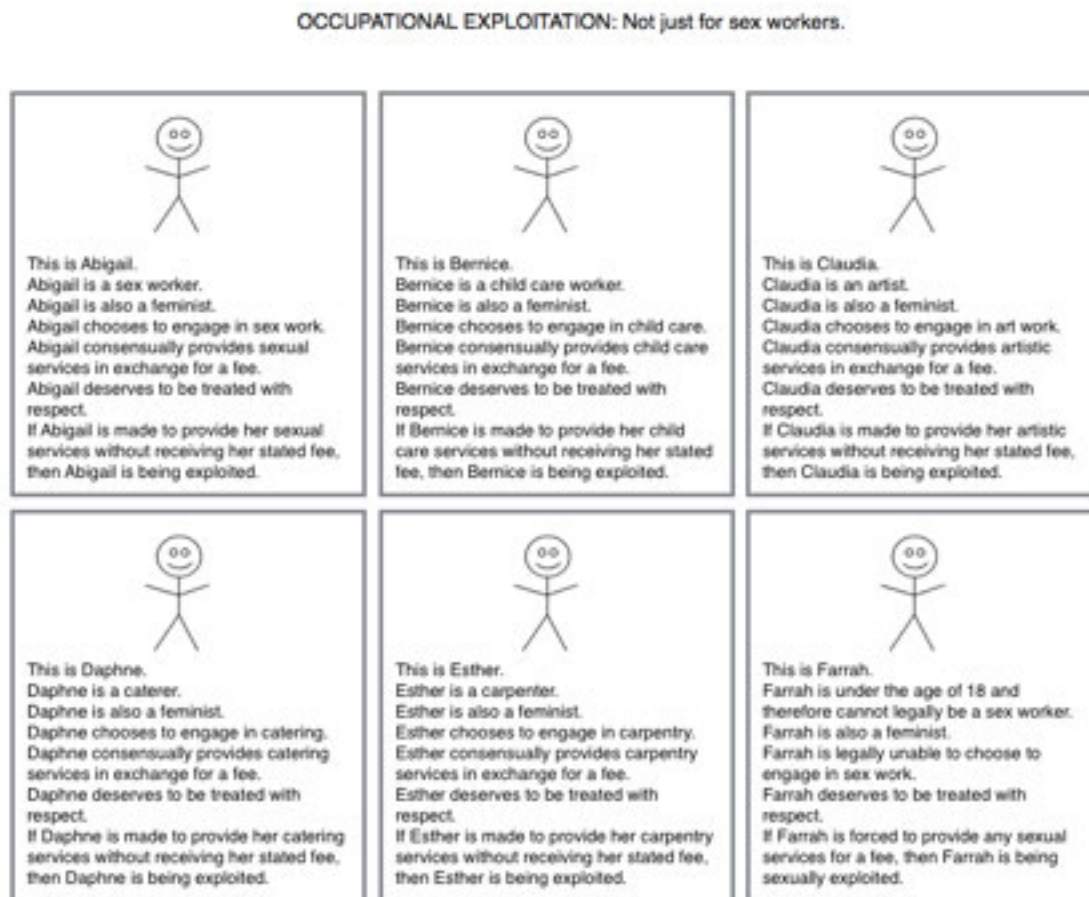 OCCUPATIONAL EXPLOITATION: Not just for sex workers.
This is Abigail.
Abigail is a sex worker.
Abigail is also a feminist.
Abigail chooses to engage in sex work.
Abigail consensually provides sexual
services in exchange for a fee.
Abigail deserves to be treated with
respect.
If Abigail is made to provide her sexual
services without receiving her stated fee,
then Abigail is being exploited.
This is Bernice.
Bernice is a child care worker.
Bernice is also a feminist.
Bernice chooses to engage in child care.
Bernice consensually provides child care
services in exchange for a fee.
Bernice deserves to be treated with
respect.
If Bernice is made to provide her child
care services without receiving her stated
fee, then Bernice is being exploited.
This is Claudia.
Claudia is an artist.
Claudia is also a feminist.
Claudia chooses to engage in art work.
Claudia consensually provides artistic
services in exchange for a fee.
Claudia deserves to be treated with
respect.
If Claudia is made to provide her artistic
services without receiving her stated fee,
then Claudia is being exploited.
This is Daphne.
Daphne is a caterer.
Daphne is also a feminist.
Daphne chooses to engage in catering.
Daphne consensually provides catering
services in exchange for a fee.
Daphne deserves to be treated with
respect.
If Daphne is made to provide her catering
services without receiving her stated fee,
then Daphne is being exploited.
This is Esther.
Esther is a carpenter.
Esther is also a feminist.
Esther chooses to engage in carpentry.
Esther consensually provides carpentry
services in exchange for a fee.
Esther deserves to be treated with
respect.
If Esther is made to provide her carpentry
services without receiving her stated fee,
then Esther is being exploited.
This is Farrah.
Farrah is under the age of 18 and
therefore cannot legally be a sex worker.
Farrah is also a feminist.
Farrah is legally unable to choose to
engage in sex work.
Farrah deserves to be treated with
respect.
If Farrah is forced to provide any sexual
services for a fee, then Farrah is being
sexually exploited.